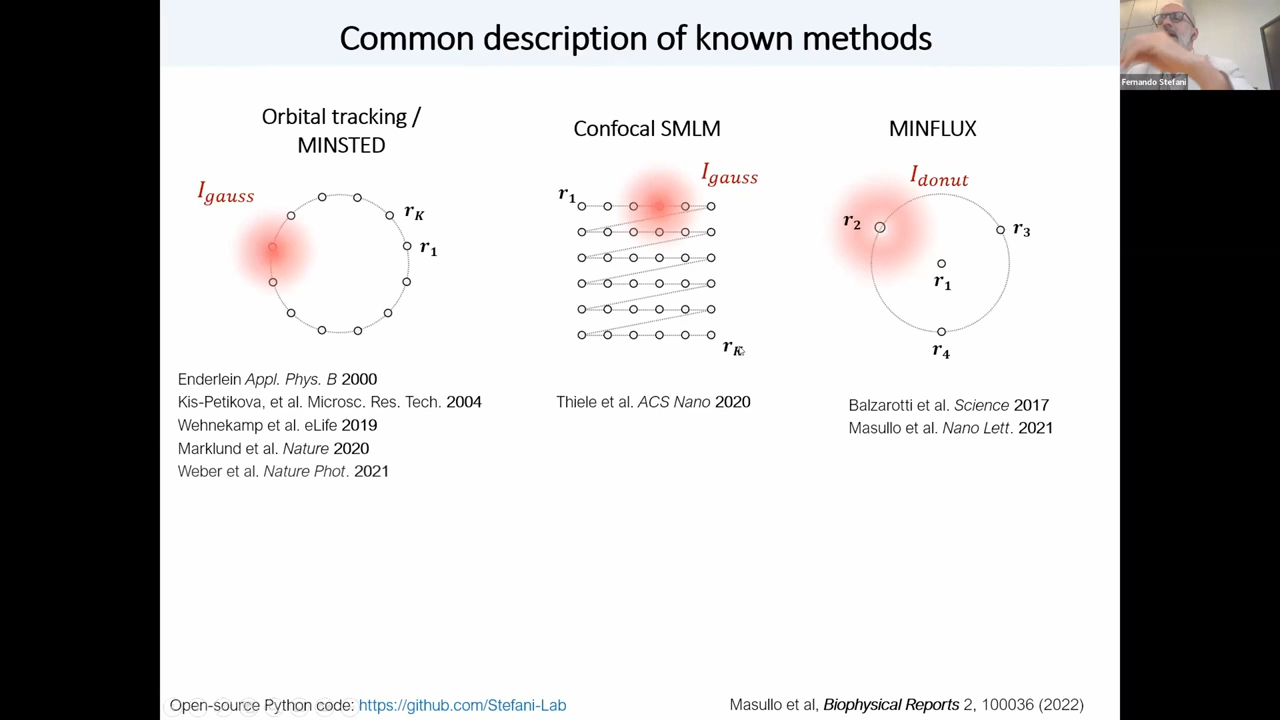 Common description of known methods
Fernando Stefani
Orbital tracking /
MINSTED
I_gauss
r_K
r_1
Enderlein Appl. Phys. B 2000
Kis-Petikova, et al. Microsc. Res. Tech. 2004
Wehnekamp et al. eLife 2019
Marklund et al. Nature 2020
Weber et al. Nature Phot. 2021
Confocal SMLM
I_gauss
r_1
r_K
Thiele et al. ACS Nano 2020
MINFLUX
I_donut
r_2
r_3
r_1
r_4
Balzarotti et al. Science 2017
Masullo et al. Nano Lett. 2021
Open-source Python code: https://github.com/Stefani-Lab
Masullo et al, Biophysical Reports 2, 100036 (2022)